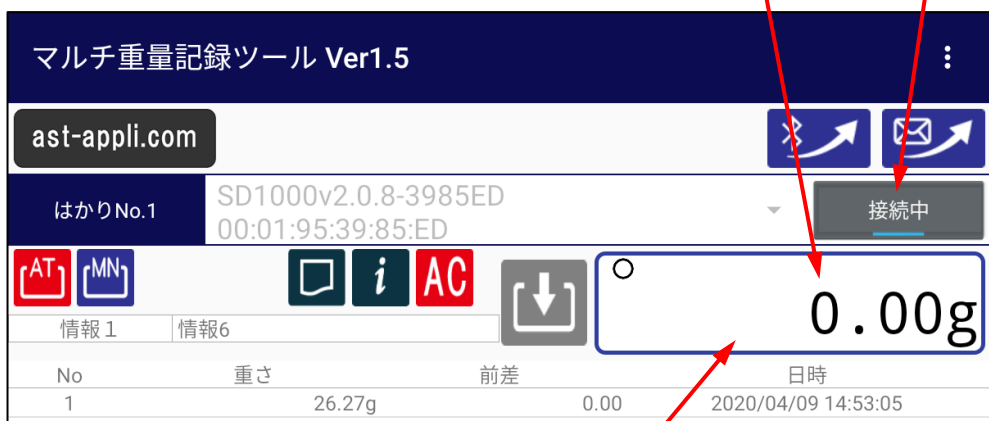 マルチ重量記録ツール Ver1.5
ast-appli.com
はかりNo.1
SD1000v2.0.8-3985ED
00:01:95:39:85:ED
接続中
AT
MN
i
AC
0.00g
情報１
情報6
No 重さ 前差 日時
1 26.27g 0.00 2020/04/09 14:53:05